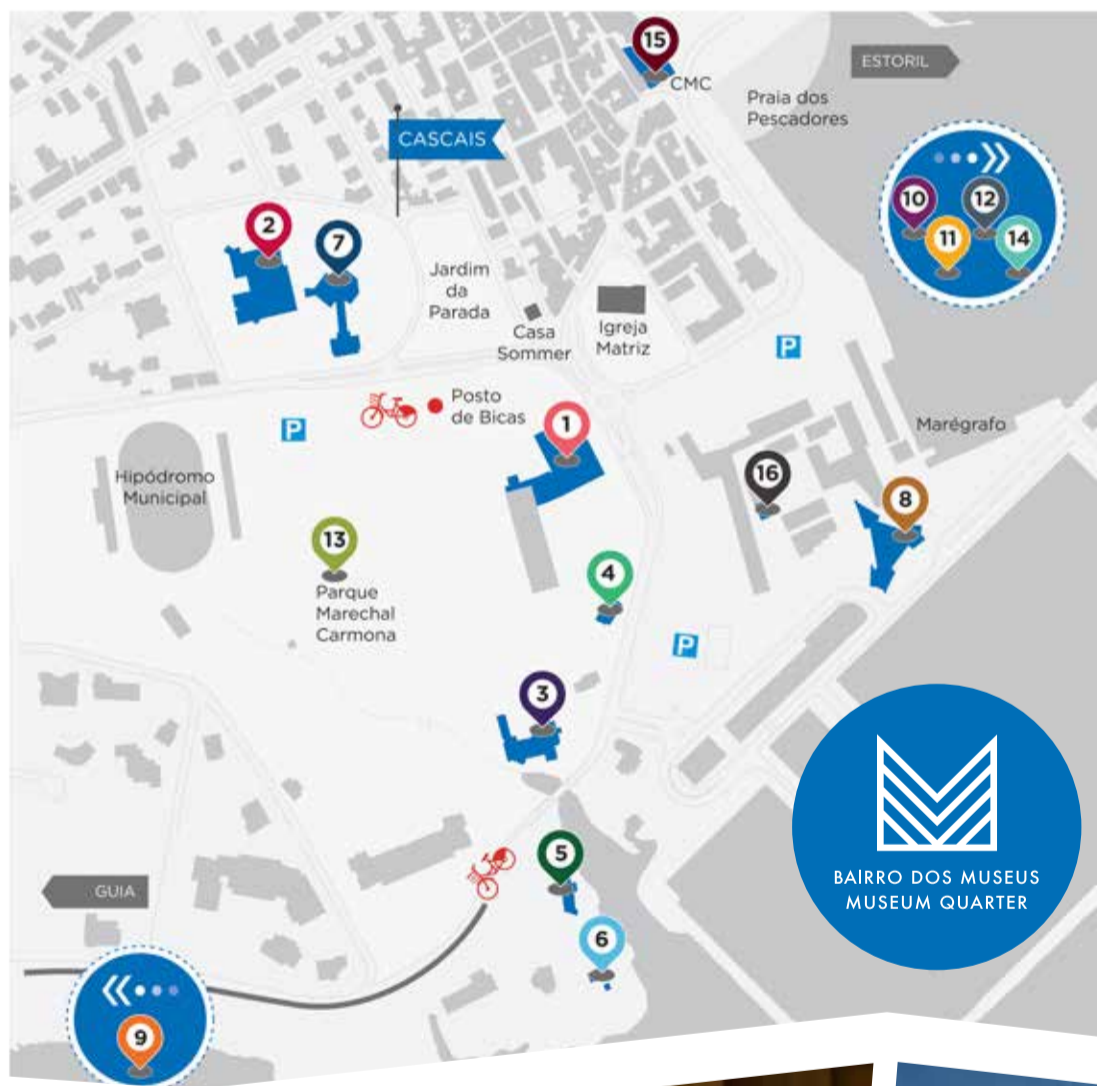 15
CMC
ESTORIL
Praia dos
Pescadores
CASCAIS
10
12
11
14
2
7
Jardim
da
Parada
Casa
Sommer
Igreja
Matriz
P
Posto
de Bicas
P
1
Marégrafo
Hipódromo
Municipal
16
8
13
Parque
Marechal
Carmona
4
P
3
BAIRRO DOS MUSEUS
MUSEUM QUARTER
5
GUIA
6
9